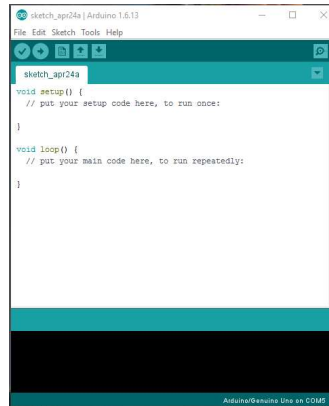 sketch_apr24a | Arduino 1.6.13
File Edit Sketch Tools Help
sketch_apr24a
void setup() {
// put your setup code here, to run once:
}
void loop() {
// put your main code here, to run repeatedly:
}
Arduino/Genuino Uno on COM5